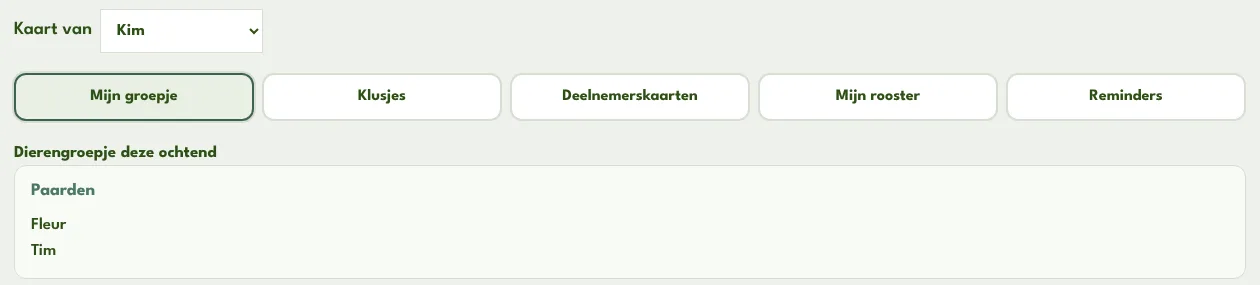 Kaart van Kim
Mijn groepje Klusjes Deelnemerskaarten Mijn rooster Reminders
Dierengroepje deze ochtend
Paarden
Fleur
Tim